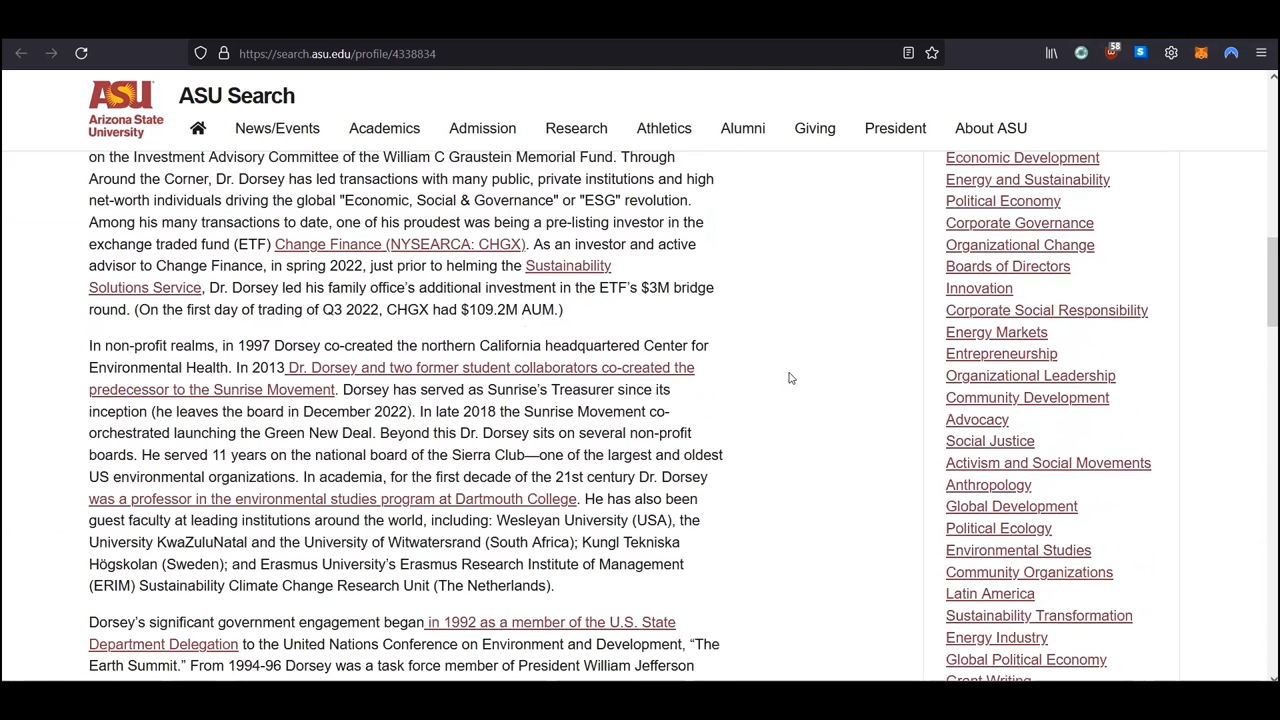 https://search.asu.edu/profile/4338834
58
S
ASU
Arizona State
University
ASU Search
News/Events
Academics
Admission
Research
Athletics
Alumni
Giving
President
About ASU
on the Investment Advisory Committee of the William C Graustein Memorial Fund. Through
Around the Corner, Dr. Dorsey has led transactions with many public, private institutions and high
net-worth individuals driving the global "Economic, Social & Governance" or "ESG" revolution.
Among his many transactions to date, one of his proudest was being a pre-listing investor in the
exchange traded fund (ETF) Change Finance (NYSEARCA: CHGX). As an investor and active
advisor to Change Finance, in spring 2022, just prior to helming the Sustainability
Solutions Service, Dr. Dorsey led his family office’s additional investment in the ETF’s $3M bridge
round. (On the first day of trading of Q3 2022, CHGX had $109.2M AUM.)
In non-profit realms, in 1997 Dorsey co-created the northern California headquartered Center for
Environmental Health. In 2013 Dr. Dorsey and two former student collaborators co-created the
predecessor to the Sunrise Movement. Dorsey has served as Sunrise’s Treasurer since its
inception (he leaves the board in December 2022). In late 2018 the Sunrise Movement co-
orchestrated launching the Green New Deal. Beyond this Dr. Dorsey sits on several non-profit
boards. He served 11 years on the national board of the Sierra Club—one of the largest and oldest
US environmental organizations. In academia, for the first decade of the 21st century Dr. Dorsey
was a professor in the environmental studies program at Dartmouth College. He has also been
guest faculty at leading institutions around the world, including: Wesleyan University (USA), the
University KwaZuluNatal and the University of Witwatersrand (South Africa); Kungl Tekniska
Högskolan (Sweden); and Erasmus University’s Erasmus Research Institute of Management
(ERIM) Sustainability Climate Change Research Unit (The Netherlands).
Dorsey’s significant government engagement began in 1992 as a member of the U.S. State
Department Delegation to the United Nations Conference on Environment and Development, “The
Earth Summit.” From 1994-96 Dorsey was a task force member of President William Jefferson
Economic Development
Energy and Sustainability
Political Economy
Corporate Governance
Organizational Change
Boards of Directors
Innovation
Corporate Social Responsibility
Energy Markets
Entrepreneurship
Organizational Leadership
Community Development
Advocacy
Social Justice
Activism and Social Movements
Anthropology
Global Development
Political Ecology
Environmental Studies
Community Organizations
Latin America
Sustainability Transformation
Energy Industry
Global Political Economy
Grant Writing